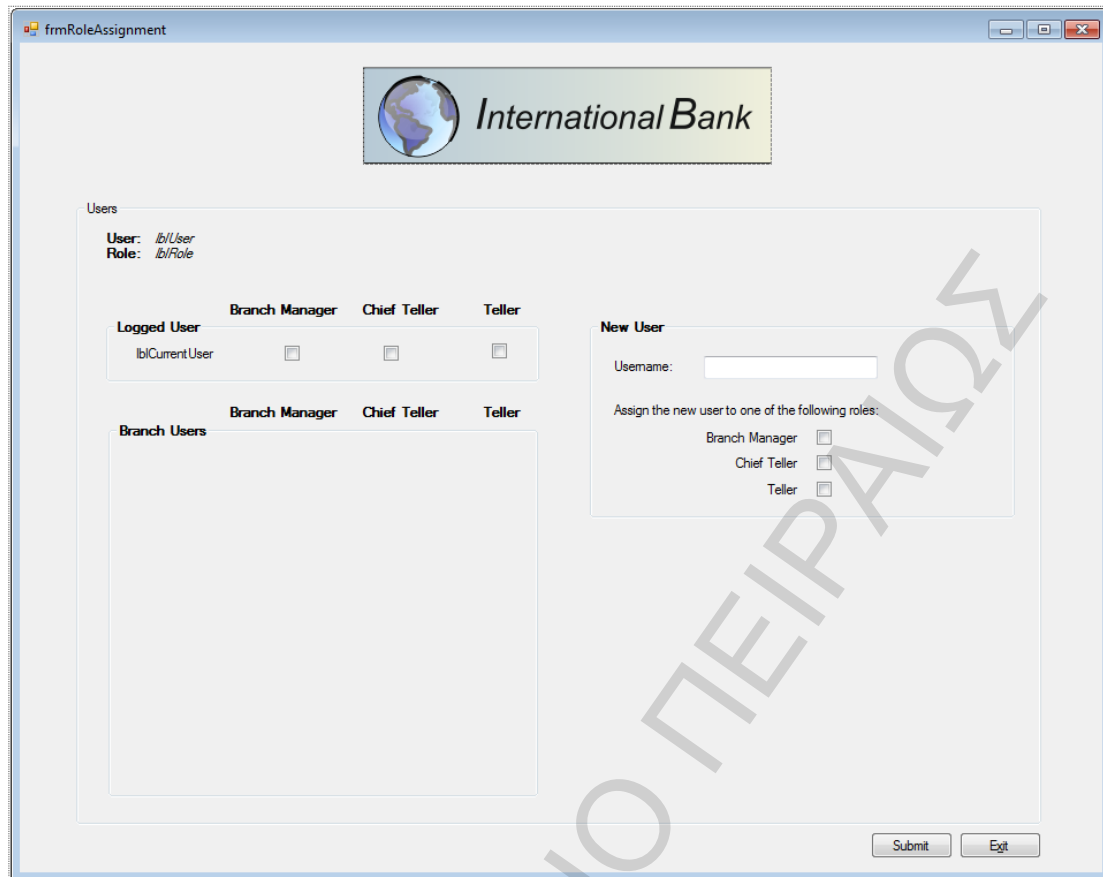 frmRoleAssignment
International Bank
Users
User: lblUser
Role: lblRole
Branch Manager Chief Teller Teller
Logged User
lblCurrentUser
Branch Manager Chief Teller Teller
Branch Users
New User
Username:
Assign the new user to one of the following roles:
Branch Manager
Chief Teller
Teller
Submit Exit
ΠΕΙΡΑΙΩΣ